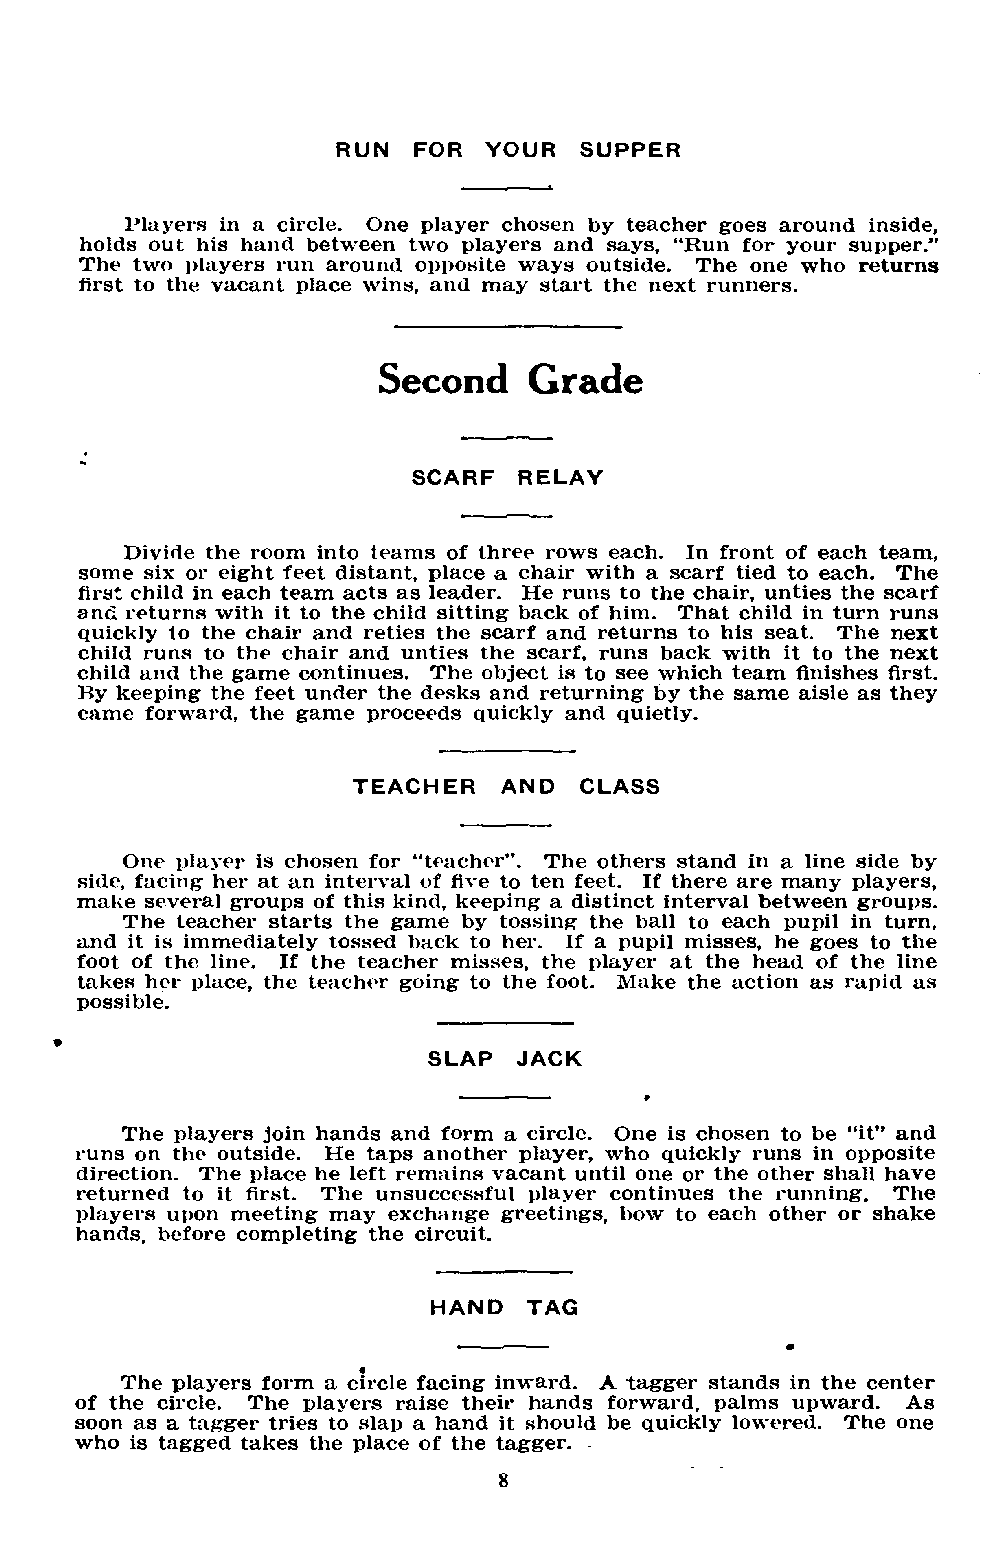 RUN FOR YOUR SUPPER
Players in a circle. One player chosen by teacher goes around inside,
holds out his hand between two players and says, “Run for your supper.”
The two players run around opposite ways outside. The one who returns
first to the vacant place wins, and may start the next runners.
Second Grade
SCARF RELAY
Divide the room into teams of three rows each. In front of each team,
some six or eight feet distant, place a chair with a scarf tied to each. The
first child in each team acts as leader. He runs to the chair, unties the scarf
and returns with it to the child sitting back of him. That child in turn runs
quickly to the chair and reties the scarf and returns to his seat. The next
child runs to the chair and unties the scarf, runs back with it to the next
child and the game continues. The object is to see which team finishes first.
By keeping the feet under the desks and returning by the same aisle as they
came forward, the game proceeds quickly and quietly.
TEACHER AND CLASS
One player is chosen for “teacher”. The others stand in a line side by
side, facing her at an interval of five to ten feet. If there are many players,
make several groups of this kind, keeping a distinct interval between groups.
The teacher starts the game by tossing the ball to each pupil in turn,
and it is immediately tossed back to her. If a pupil misses, he goes to the
foot of the line. If the teacher misses, the player at the head of the line
takes her place, the teacher going to the foot. Make the action as rapid as
possible.
SLAP JACK
The players join hands and form a circle. One is chosen to be “it” and
runs on the outside. He taps another player, who quickly runs in opposite
direction. The place he left remains vacant until one or the other shall have
returned to it first. The unsuccessful player continues the running. The
players upon meeting may exchange greetings, bow to each other or shake
hands, before completing the circuit.
HAND TAG
The players form a circle facing inward. A tagger stands in the center
of the circle. The players raise their hands forward, palms upward. As
soon as a tagger tries to slap a hand it should be quickly lowered. The one
who is tagged takes the place of the tagger.
8